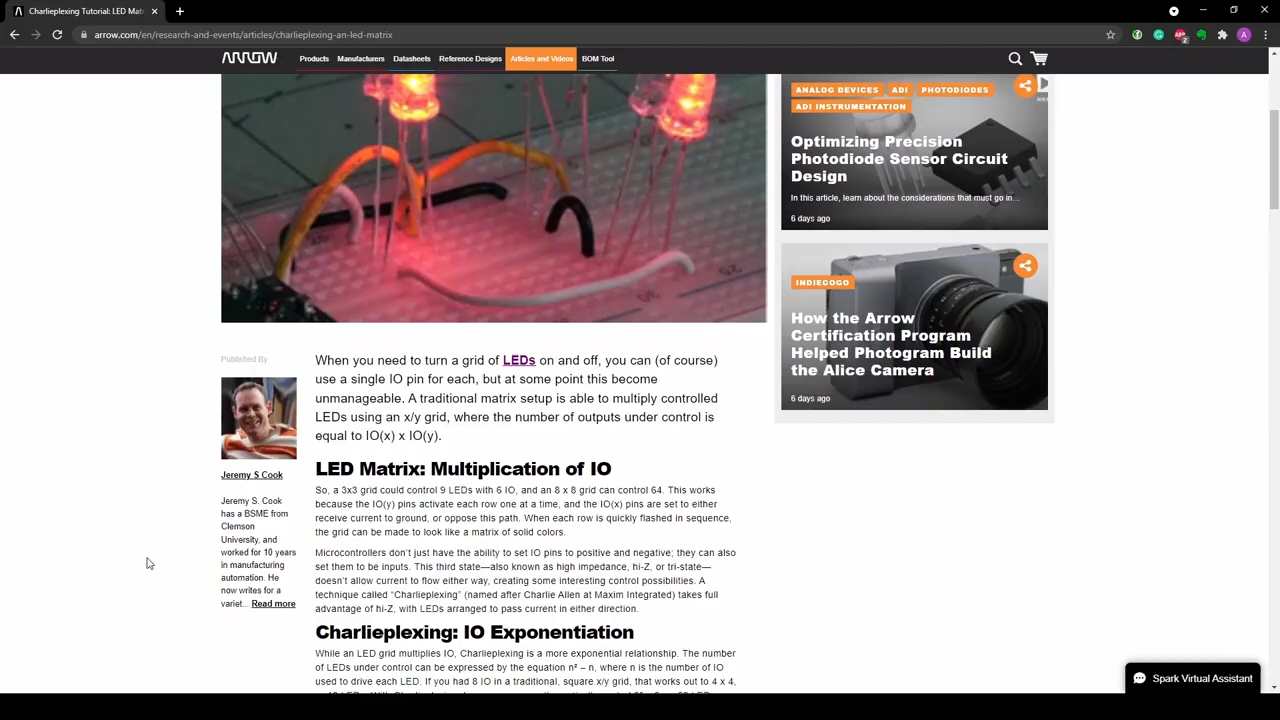 Charlieplexing Tutorial: LED Matri
arrow.com/en/research-and-events/articles/charlieplexing-an-led-matrix
ARROW
Products
Manufacturers
Datasheets
Reference Designs
Articles and Videos
BOM Tool
ANALOG DEVICES
ADI
PHOTODIODES
ADI INSTRUMENTATION
Optimizing Precision
Photodiode Sensor Circuit
Design
In this article, learn about the considerations that must go in...
6 days ago
INDIEGOGO
How the Arrow
Certification Program
Helped Photogram Build
the Alice Camera
6 days ago
Published By
Jeremy S Cook
Jeremy S. Cook
has a BSME from
Clemson
University, and
worked for 10 years
in manufacturing
automation. He
now writes for a
variet... Read more
When you need to turn a grid of LEDs on and off, you can (of course)
use a single IO pin for each, but at some point this become
unmanageable. A traditional matrix setup is able to multiply controlled
LEDs using an x/y grid, where the number of outputs under control is
equal to IO(x) x IO(y).
LED Matrix: Multiplication of IO
So, a 3x3 grid could control 9 LEDs with 6 IO, and an 8 x 8 grid can control 64. This works
because the IO(y) pins activate each row one at a time, and the IO(x) pins are set to either
receive current to ground, or oppose this path. When each row is quickly flashed in sequence,
the grid can be made to look like a matrix of solid colors.
Microcontrollers don't just have the ability to set IO pins to positive and negative; they can also
set them to be inputs. This third state—also known as high impedance, hi-Z, or tri-state—
doesn't allow current to flow either way, creating some interesting control possibilities. A
technique called "Charlieplexing" (named after Charlie Allen at Maxim Integrated) takes full
advantage of hi-Z, with LEDs arranged to pass current in either direction.
Charlieplexing: IO Exponentiation
While an LED grid multiplies IO, Charlieplexing is a more exponential relationship. The number
of LEDs under control can be expressed by the equation n² – n, where n is the number of IO
used to drive each LED. If you had 8 IO in a traditional, square x/y grid, that works out to 4 x 4,
Spark Virtual Assistant